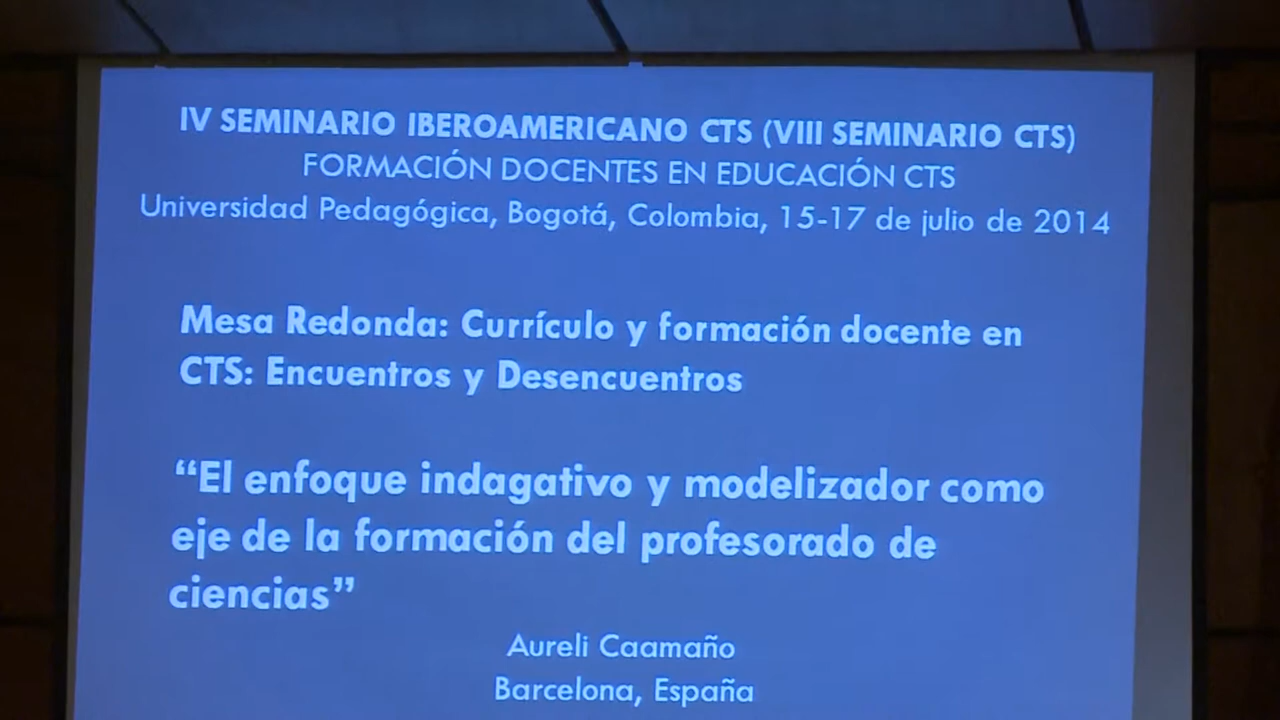 IV SEMINARIO IBEROAMERICANO CTS (VIII SEMINARIO CTS)
FORMACIÓN DOCENTES EN EDUCACIÓN CTS
Universidad Pedagógica, Bogotá, Colombia, 15-17 de julio de 2014
Mesa Redonda: Currículo y formación docente en
CTS: Encuentros y Desencuentros
“El enfoque indagativo y modelizador como
eje de la formación del profesorado de
ciencias”
Aureli Caamaño
Barcelona, España